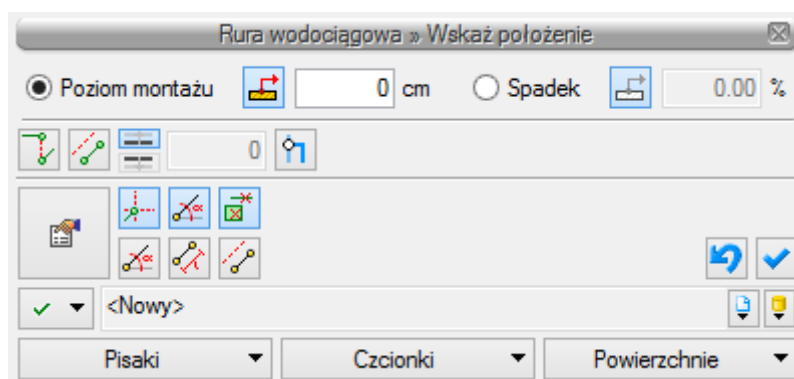 Rura wodociągowa » Wskaż położenie
Poziom montażu 0 cm Spadek 0.00 %
0
<Nowy>
Pisaki Czcionki Powierzchnie